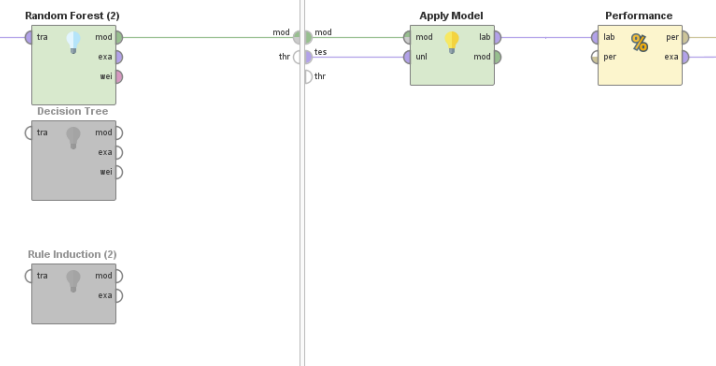 Random Forest (2)
tra mod
exa
wei
mod
thr
mod
tes
thr
Apply Model
mod lab
unl mod
Performance
lab per
per exa
%
Decision Tree
tra mod
exa
wei
Rule Induction (2)
tra mod
exa